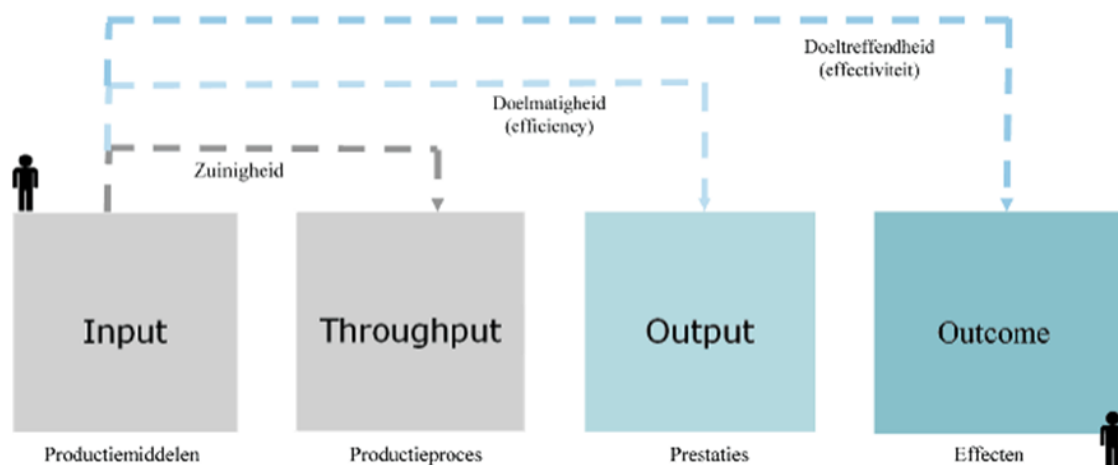 Doeltreffendheid
(effectiviteit)
Doelmatigheid
(efficiency)
Zuinigheid
Input
Throughput
Output
Outcome
Productiemiddelen
Productieproces
Prestaties
Effecten